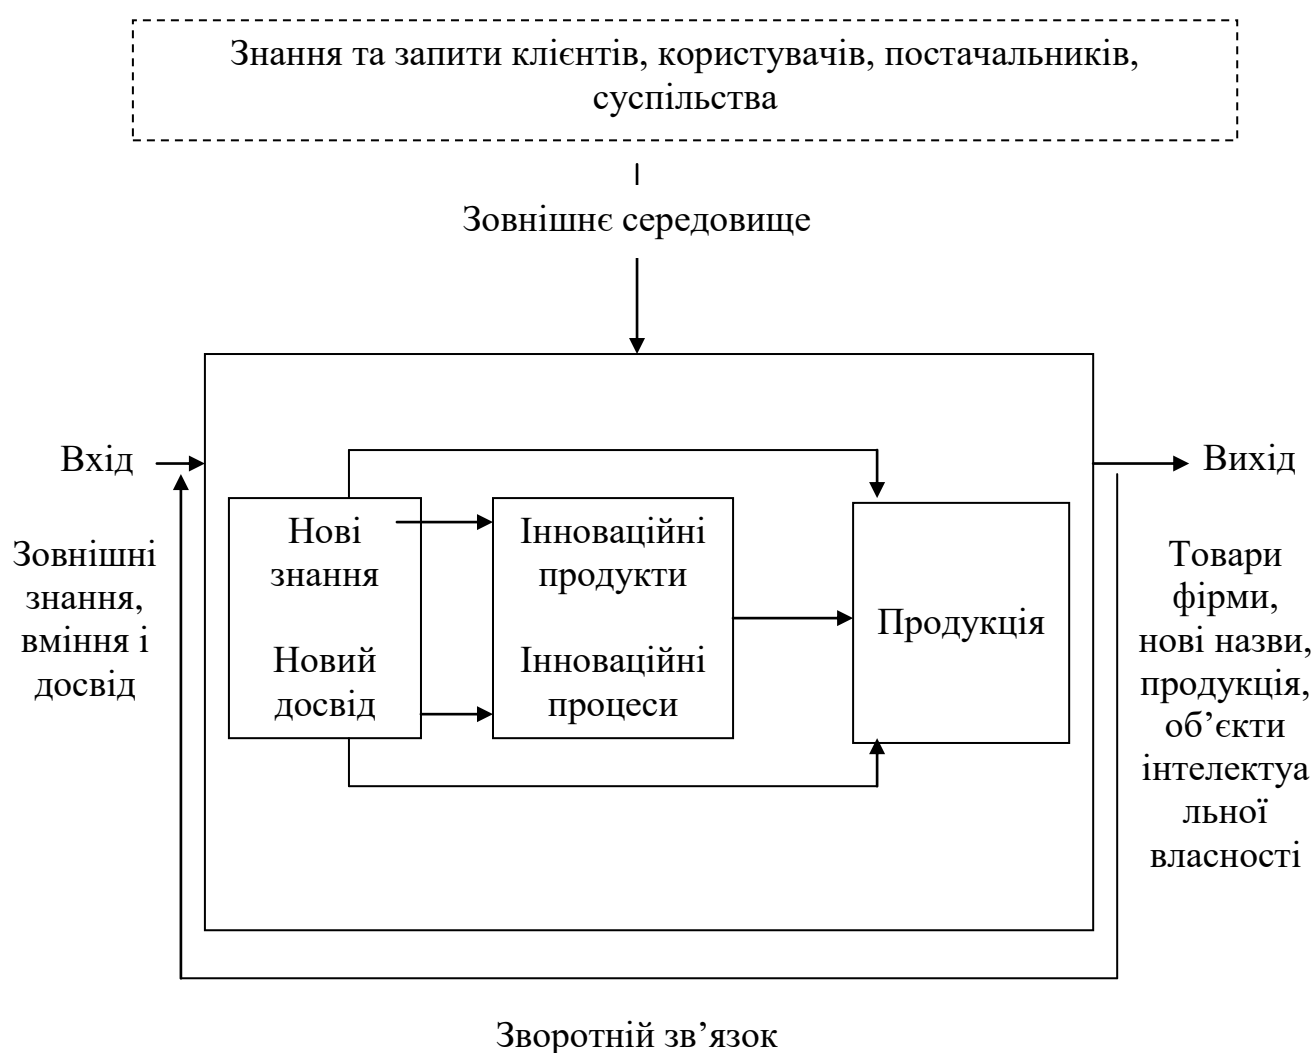 Знання та запити клієнтів, користувачів, постачальників,
суспільства
Зовнішнє середовище
Вхід
Зовнішні
знання,
вміння і
досвід
Нові
знання
Новий
досвід
Інноваційні
продукти
Інноваційні
процеси
Продукція
Вихід
Товари
фірми,
нові назви,
продукція,
об’єкти
інтелектуа
льної
власності
Зворотній зв’язок